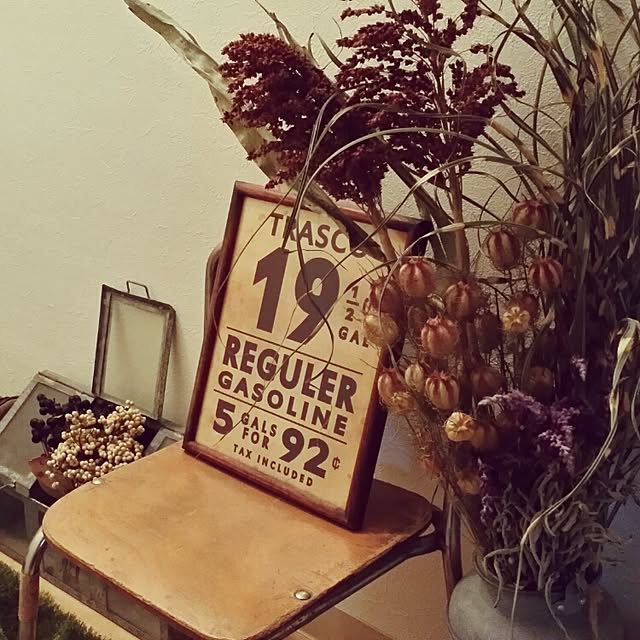 TRASCO
19 1
2
GAL
REGULER
GASOLINE
5 GALS FOR 92 ¢
TAX INCLUDED